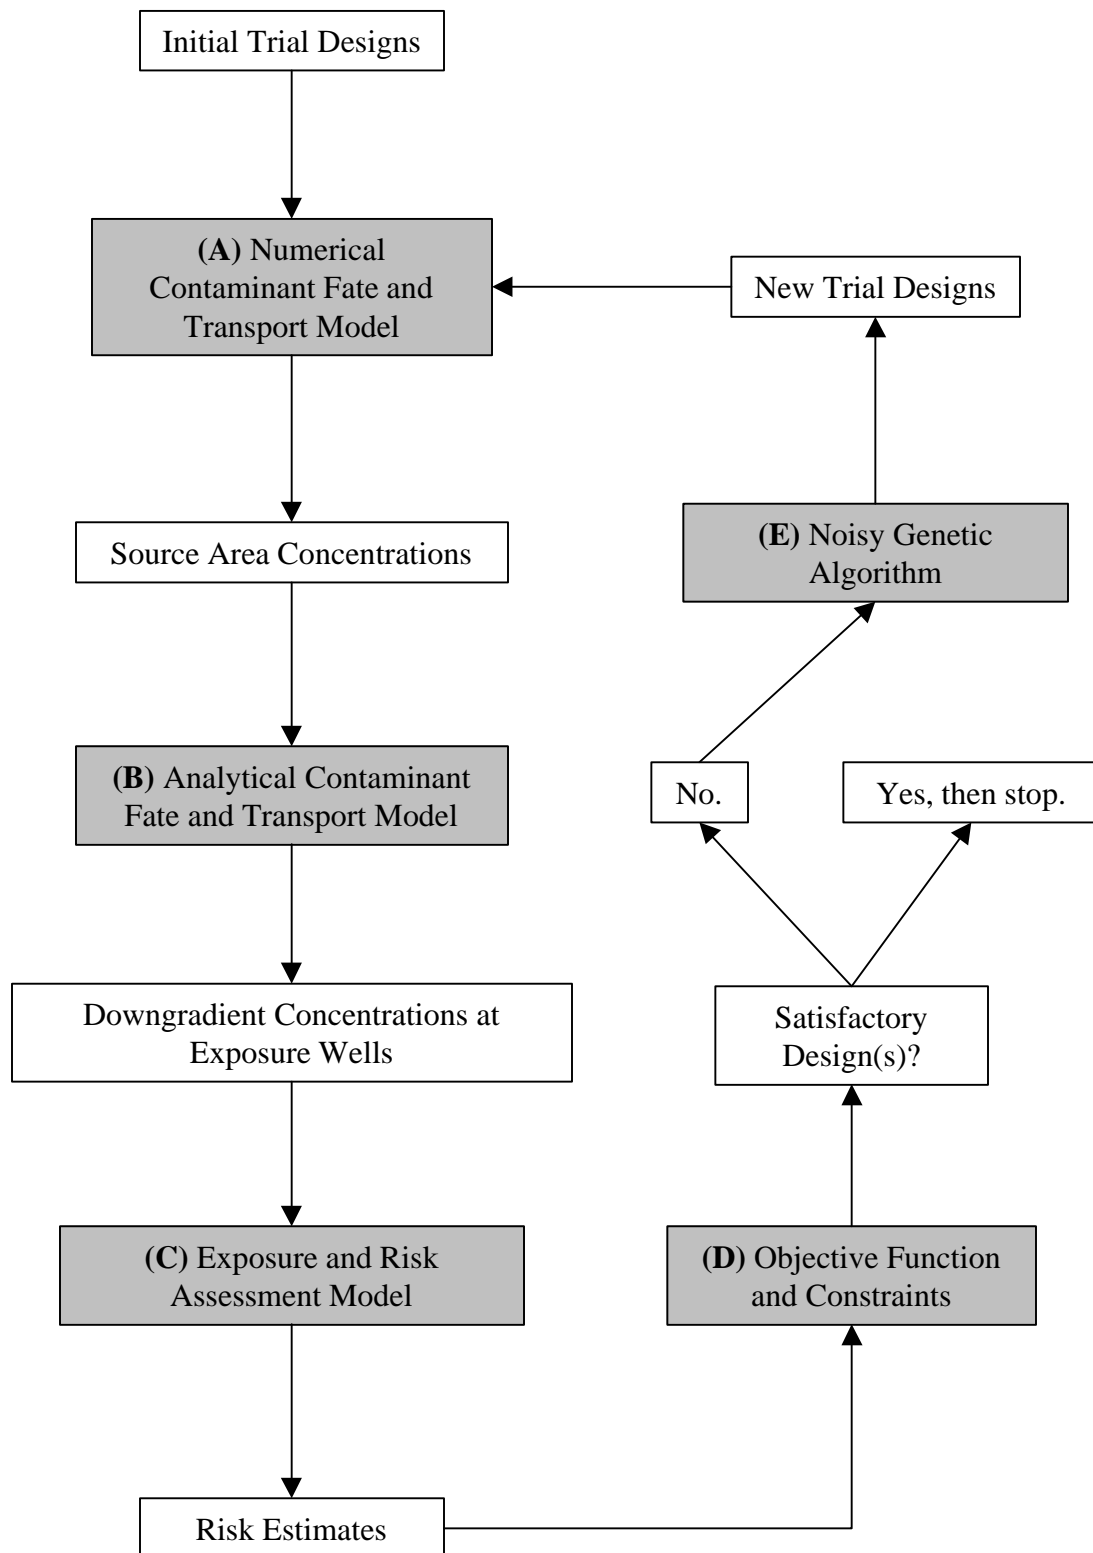 Initial Trial Designs
(A) Numerical
Contaminant Fate and
Transport Model
New Trial Designs
Source Area Concentrations
(E) Noisy Genetic
Algorithm
(B) Analytical Contaminant
Fate and Transport Model
No.
Yes, then stop.
Downgradient Concentrations at
Exposure Wells
Satisfactory
Design(s)?
(C) Exposure and Risk
Assessment Model
(D) Objective Function
and Constraints
Risk Estimates